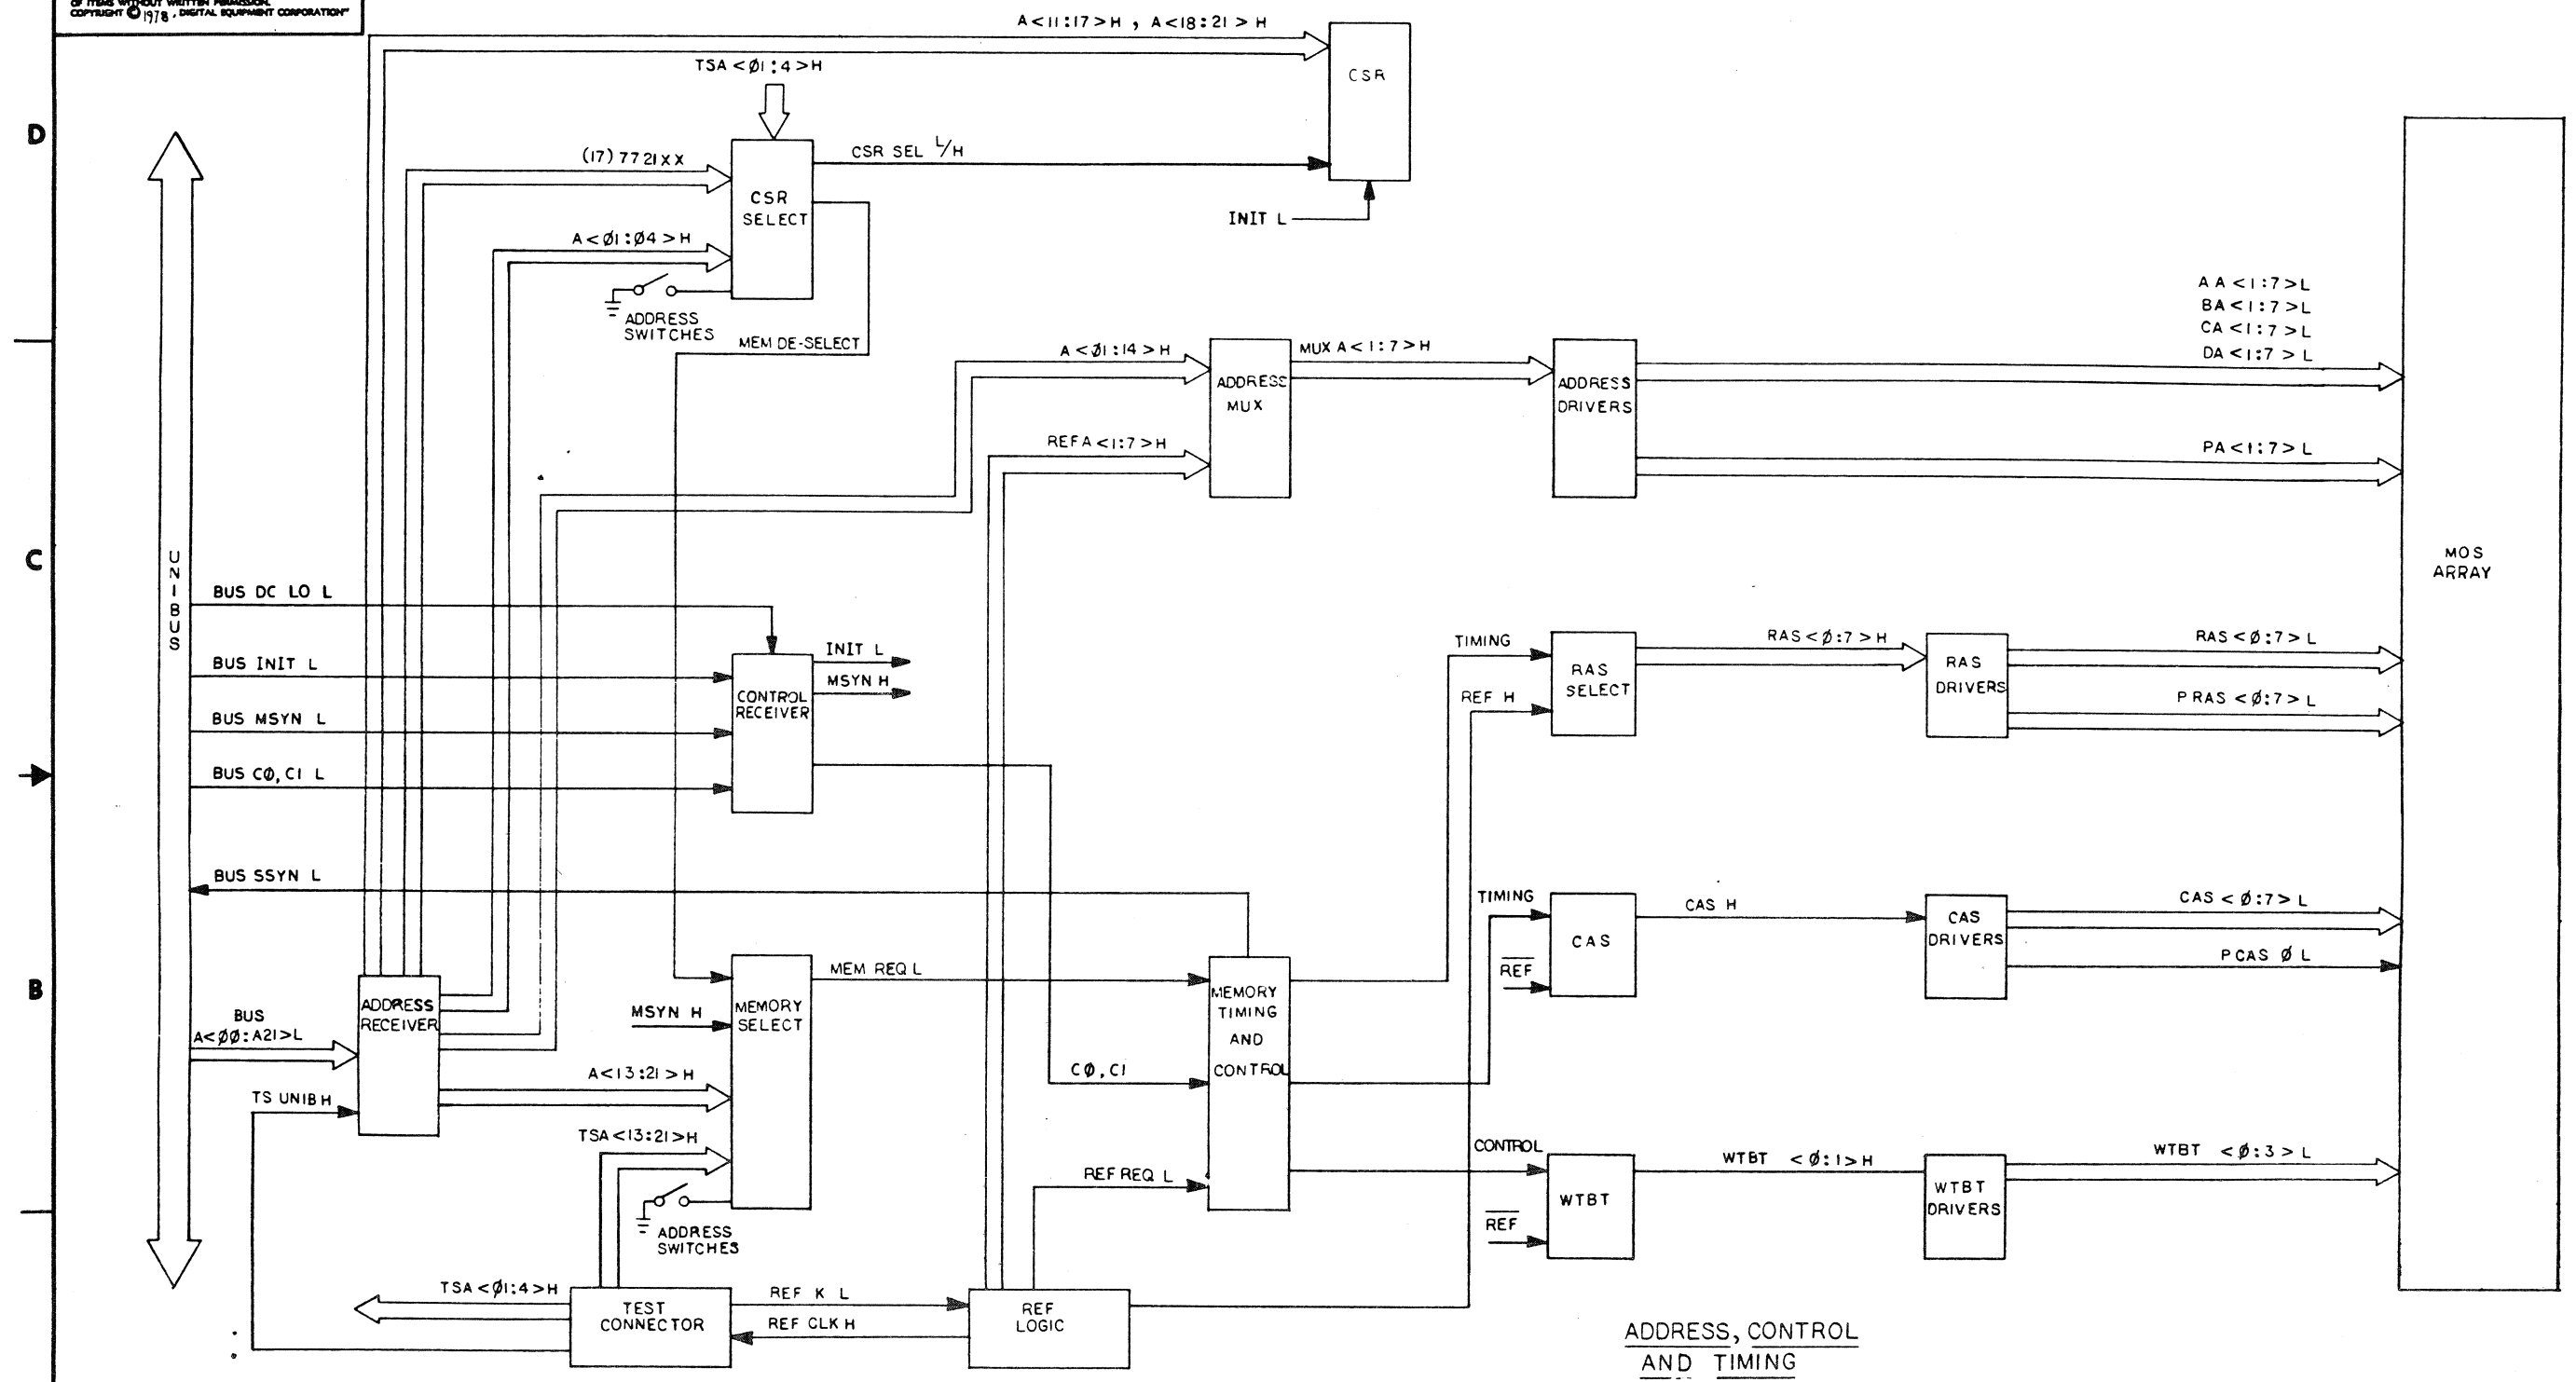 OF ITEMS WITHOUT WRITTEN PERMISSION.
COPYRIGHT © 1978, DIGITAL EQUIPMENT CORPORATION"
A<11:17>H , A<18:21>H
TSA<Ø1:4>H
CSR
D
(17)7721XX
CSR SEL L/H
CSR
SELECT
INIT L
A<Ø1:Ø4>H
ADDRESS
SWITCHES
MEM DE-SELECT
AA<1:7>L
BA<1:7>L
CA<1:7>L
DA<1:7>L
A<Ø1:14>H
MUX A<1:7>H
ADDRESS
MUX
ADDRESS
DRIVERS
REFA<1:7>H
PA<1:7>L
C
UNIBUS
MOS
ARRAY
BUS DC LO L
BUS INIT L
BUS MSYN L
BUS CØ,C1 L
INIT L
MSYN H
CONTROL
RECEIVER
TIMING
REF H
RAS
SELECT
RAS<Ø:7>H
RAS
DRIVERS
RAS<Ø:7>L
PRAS<Ø:7>L
BUS SSYN L
TIMING
REF
CAS
CAS H
CAS
DRIVERS
CAS<Ø:7>L
PCAS Ø L
B
BUS
A<ØØ:A21>L
ADDRESS
RECEIVER
TS UNIBH
MEM REQ L
MSYN H
MEMORY
SELECT
A<13:21>H
TSA<13:21>H
ADDRESS
SWITCHES
MEMORY
TIMING
AND
CONTROL
CØ,C1
REF REQ L
CONTROL
REF
WTBT
WTBT <Ø:1>H
WTBT
DRIVERS
WTBT <Ø:3>L
TSA<Ø1:4>H
TEST
CONNECTOR
REF K L
REF CLK H
REF
LOGIC
ADDRESS, CONTROL
AND TIMING